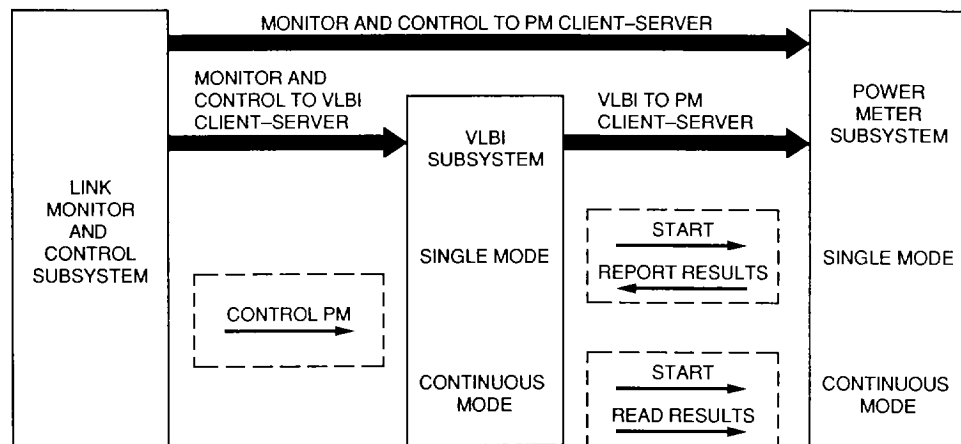 MONITOR AND CONTROL TO PM CLIENT–SERVER
MONITOR AND
CONTROL TO VLBI
CLIENT–SERVER
VLBI TO PM
CLIENT–SERVER
POWER
METER
SUBSYSTEM
VLBI
SUBSYSTEM
LINK
MONITOR
AND
CONTROL
SUBSYSTEM
START
SINGLE MODE
REPORT RESULTS
SINGLE MODE
CONTROL PM
START
CONTINUOUS
MODE
READ RESULTS
CONTINUOUS
MODE